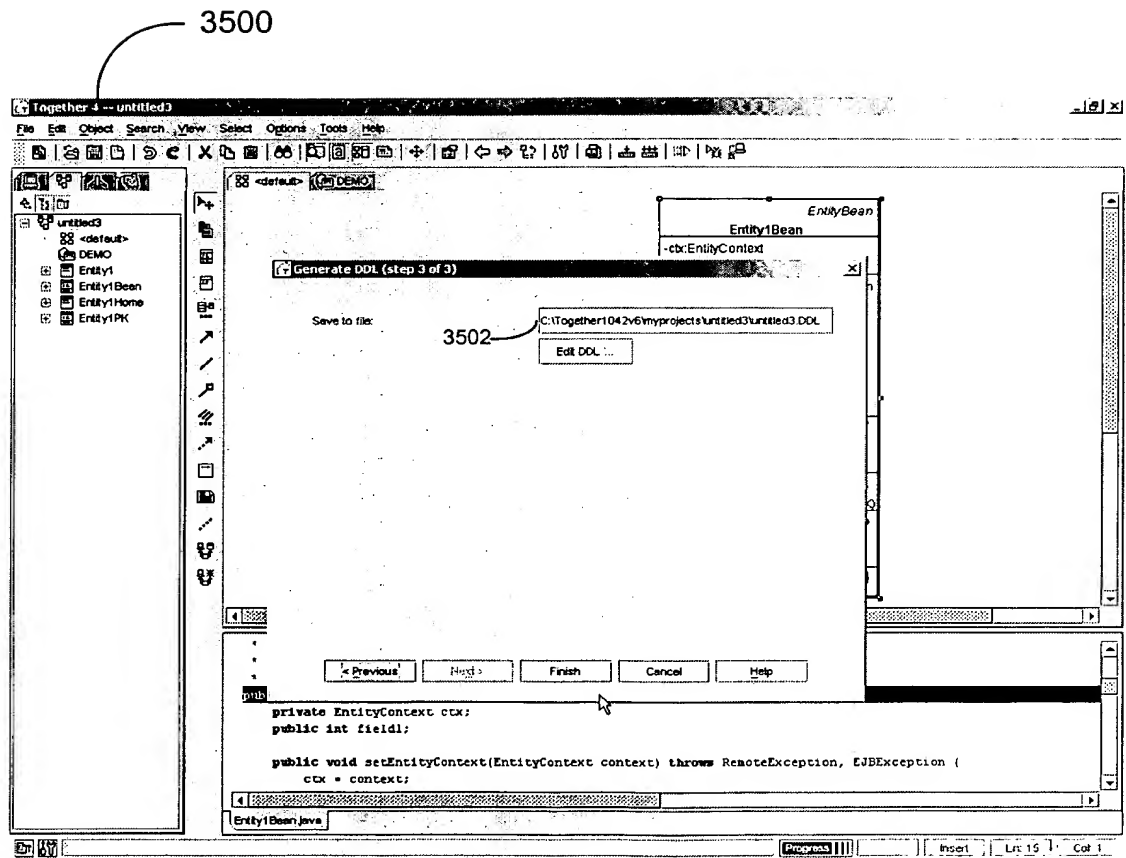 3500
Together 4 -- untitled3
File Edit Object Search View Select Options Tools Help
<default> DEMO
untitled3
<default>
DEMO
Entity1
Entity1Bean
Entity1Home
Entity1PK
EntityBean
Entity1Bean
-ctx:EntityContext
Generate DDL (step 3 of 3)
Save to file:
3502
C:\Together1042v6\myprojects\untitled3\untitled3.DDL
Edit DDL ...
< Previous Next > Finish Cancel Help
*
*
*
pub
private EntityContext ctx;
public int field1;
public void setEntityContext(EntityContext context) throws RemoteException, EJBException {
ctx = context;
Entity1Bean.java
Progress Insert Ln: 15 Col: 1